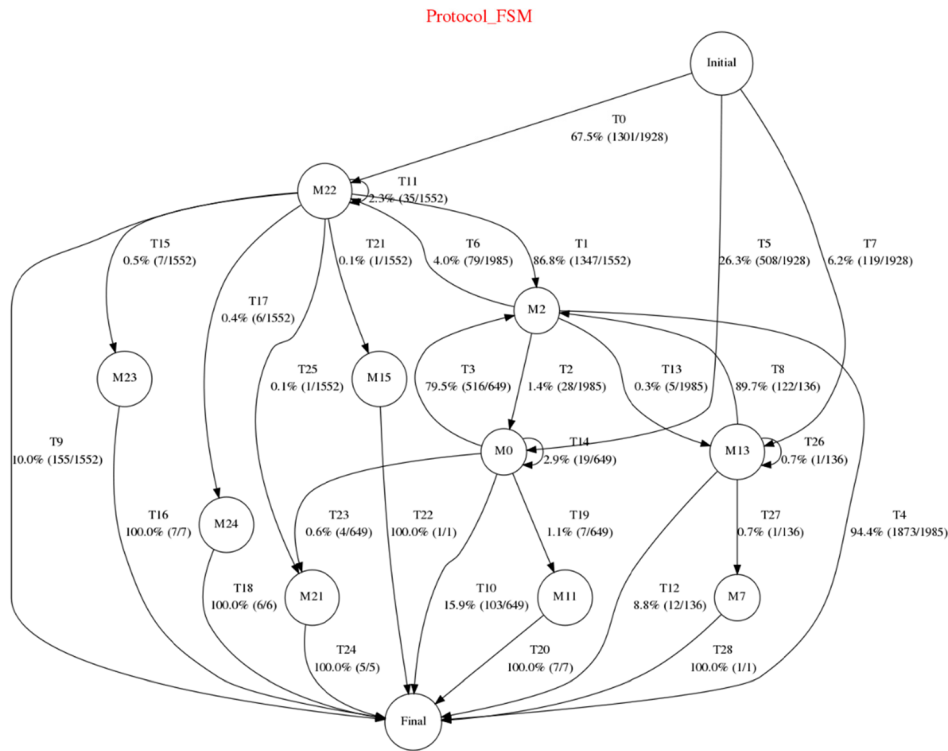 Protocol_FSM
Initial
T0
67.5% (1301/1928)
M22
T11
2.3% (35/1552)
T15
0.5% (7/1552)
T21
0.1% (1/1552)
T6
4.0% (79/1985)
T1
86.8% (1347/1552)
T5
26.3% (508/1928)
T7
6.2% (119/1928)
T17
0.4% (6/1552)
M2
M23
T25
0.1% (1/1552)
M15
T3
79.5% (516/649)
T2
1.4% (28/1985)
T13
0.3% (5/1985)
T8
89.7% (122/136)
T9
10.0% (155/1552)
M0
T14
2.9% (19/649)
M13
T26
0.7% (1/136)
T16
100.0% (7/7)
M24
T23
0.6% (4/649)
T22
100.0% (1/1)
T19
1.1% (7/649)
T27
0.7% (1/136)
T4
94.4% (1873/1985)
T18
100.0% (6/6)
M21
T10
15.9% (103/649)
M11
T12
8.8% (12/136)
M7
T24
100.0% (5/5)
T20
100.0% (7/7)
T28
100.0% (1/1)
Final